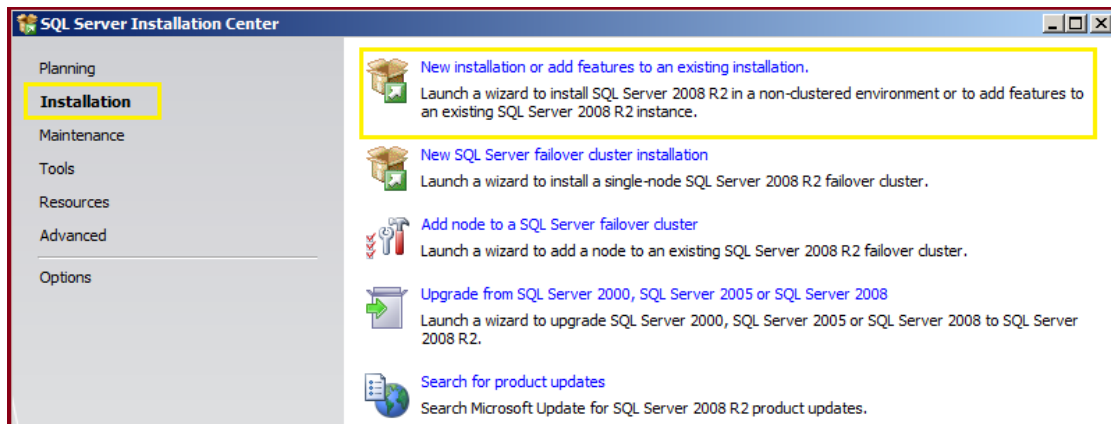 SQL Server Installation Center
Planning
Installation
Maintenance
Tools
Resources
Advanced
Options
New installation or add features to an existing installation.
Launch a wizard to install SQL Server 2008 R2 in a non-clustered environment or to add features to
an existing SQL Server 2008 R2 instance.
New SQL Server failover cluster installation
Launch a wizard to install a single-node SQL Server 2008 R2 failover cluster.
Add node to a SQL Server failover cluster
Launch a wizard to add a node to an existing SQL Server 2008 R2 failover cluster.
Upgrade from SQL Server 2000, SQL Server 2005 or SQL Server 2008
Launch a wizard to upgrade SQL Server 2000, SQL Server 2005 or SQL Server 2008 to SQL Server
2008 R2.
Search for product updates
Search Microsoft Update for SQL Server 2008 R2 product updates.